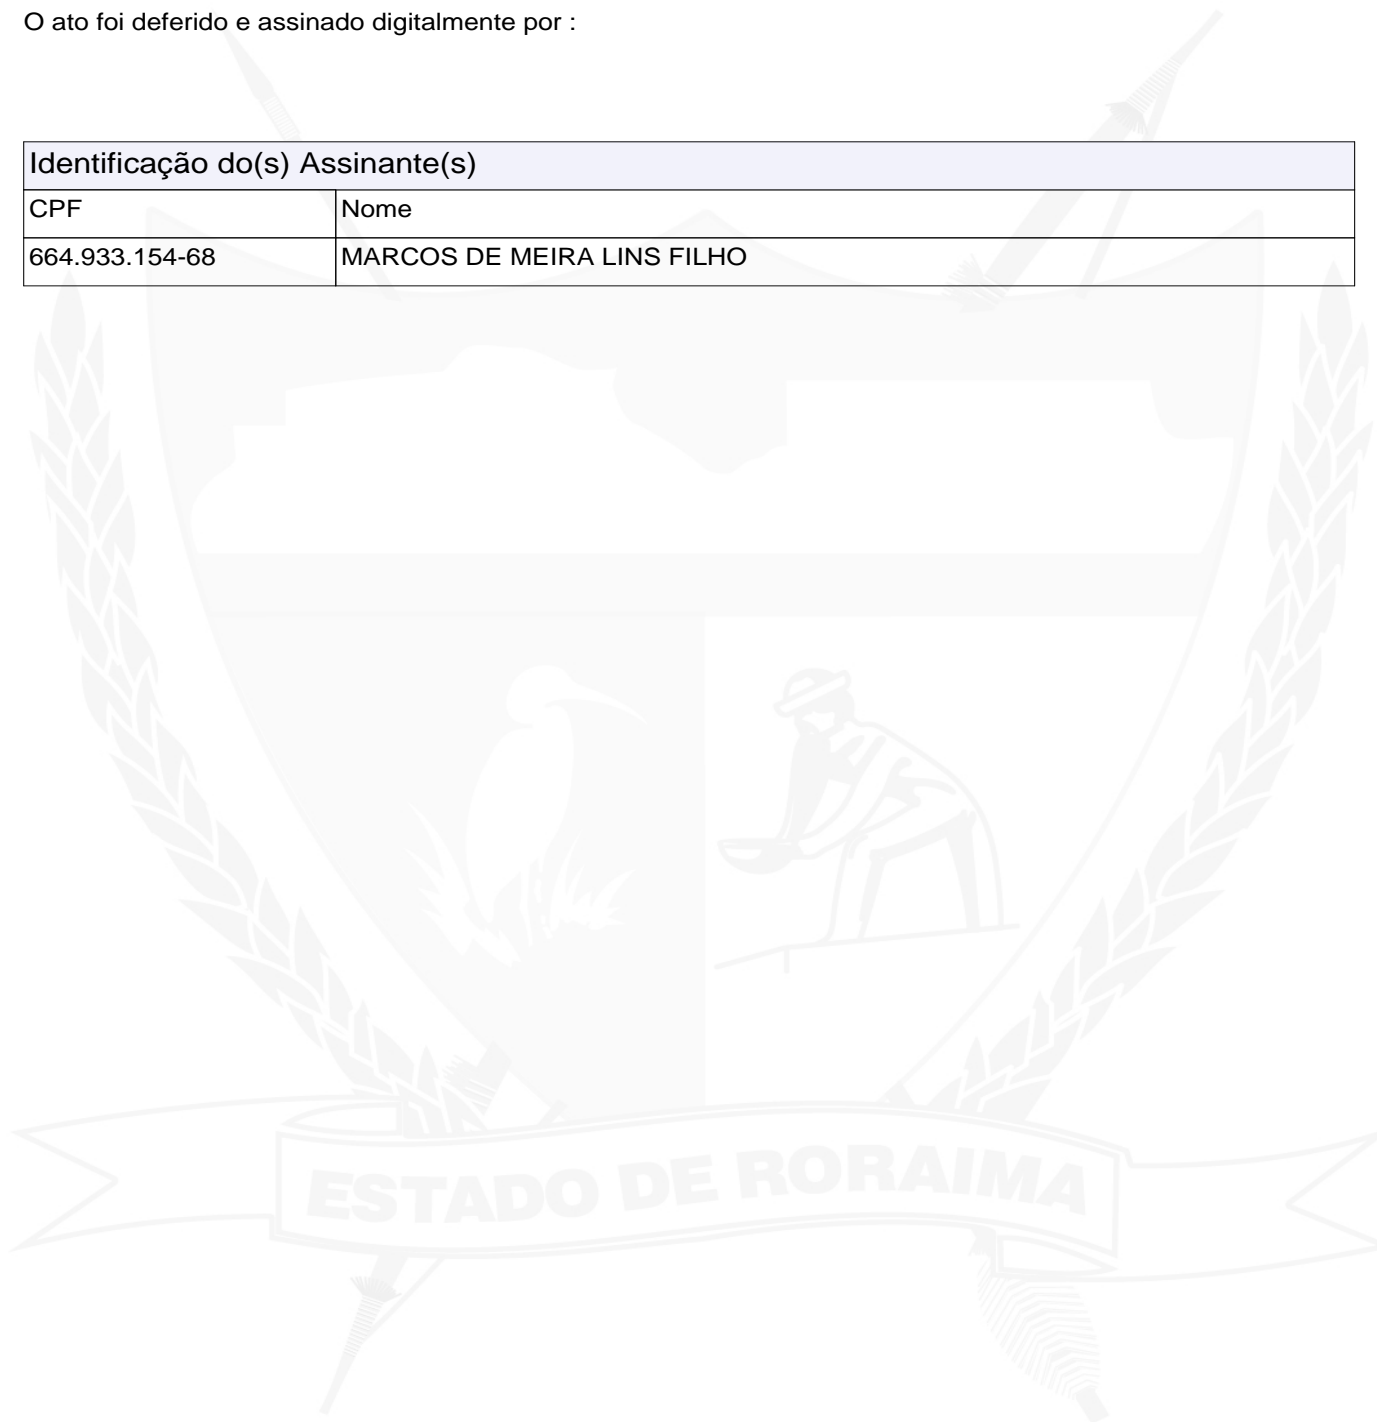 O ato foi deferido e assinado digitalmente por :
Identificação do(s) Assinante(s)
CPF Nome
664.933.154-68 MARCOS DE MEIRA LINS FILHO
ESTADO DE RORAIMA